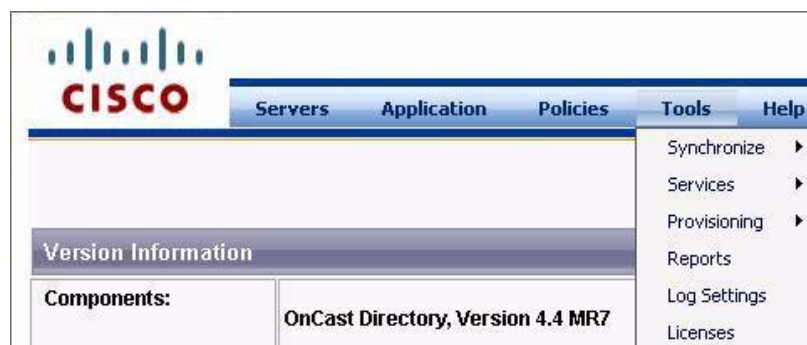 CISCO
Servers Application Policies Tools Help
Synchronize
Services
Provisioning
Reports
Log Settings
Licenses
Version Information
Components:
OnCast Directory, Version 4.4 MR7